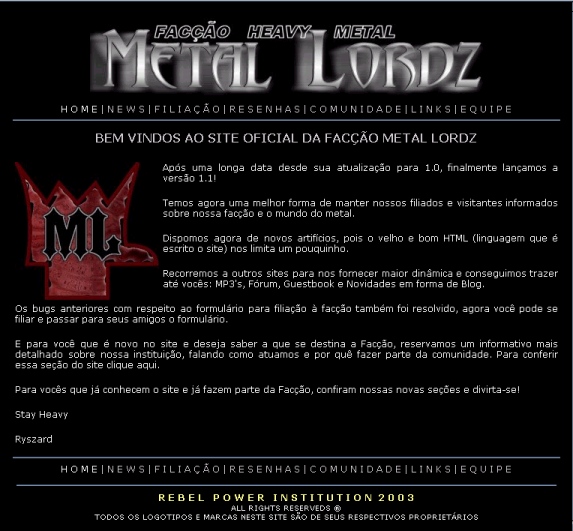 FACÇÃO HEAVY METAL
METAL LORDZ
HOME|NEWS|FILIAÇÃO|RESENHAS|COMUNIDADE|LINKS|EQUIPE
BEM VINDOS AO SITE OFICIAL DA FACÇÃO METAL LORDZ
ML
Após uma longa data desde sua atualização para 1.0, finalmente lançamos a
versão 1.1!
Temos agora uma melhor forma de manter nossos filiados e visitantes informados
sobre nossa facção e o mundo do metal.
Dispomos agora de novos artifícios, pois o velho e bom HTML (linguagem que é
escrito o site) nos limita um pouquinho.
Recorremos a outros sites para nos fornecer maior dinâmica e conseguimos trazer
até vocês: MP3's, Fórum, Guestbook e Novidades em forma de Blog.
Os bugs anteriores com respeito ao formulário para filiação à facção também foi resolvido, agora você pode se
filiar e passar para seus amigos o formulário.
E para você que é novo no site e deseja saber a que se destina a Facção, reservamos um informativo mais
detalhado sobre nossa instituição, falando como atuamos e por quê fazer parte da comunidade. Para conferir
essa seção do site clique aqui.
Para vocês que já conhecem o site e já fazem parte da Facção, confiram nossas novas seções e divirta-se!
Stay Heavy
Ryszard
HOME|NEWS|FILIAÇÃO|RESENHAS|COMUNIDADE|LINKS|EQUIPE
REBEL POWER INSTITUTION 2003
ALL RIGHTS RESERVEDS ®
TODOS OS LOGOTIPOS E MARCAS NESTE SITE SÃO DE SEUS RESPECTIVOS PROPRIETÁRIOS